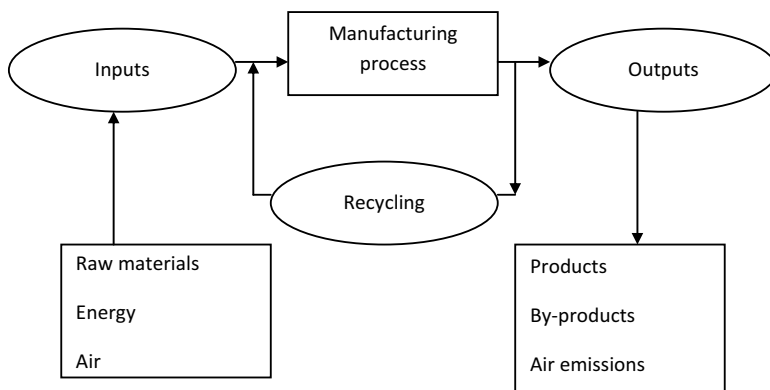 Manufacturing
process
Inputs
Outputs
Recycling
Raw materials
Energy
Air
Products
By-products
Air emissions